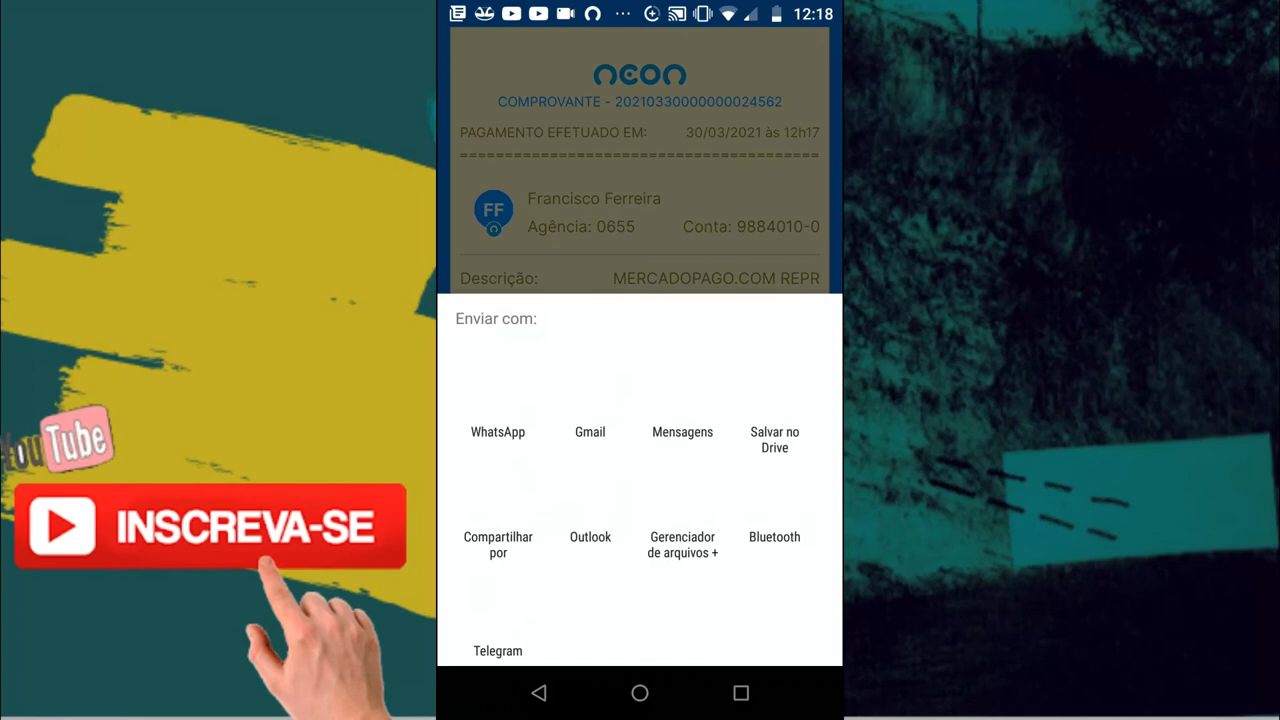 12:18
neon
COMPROVANTE - 20210330000000024562
PAGAMENTO EFETUADO EM: 30/03/2021 às 12h17
========================================
FF
Francisco Ferreira
Agência: 0655 Conta: 9884010-0
Descrição: MERCADOPAGO.COM REPR
Enviar com:
WhatsApp
Gmail
Mensagens
Salvar no
Drive
Compartilhar
por
Outlook
Gerenciador
de arquivos +
Bluetooth
Telegram
YouTube
INSCREVA-SE